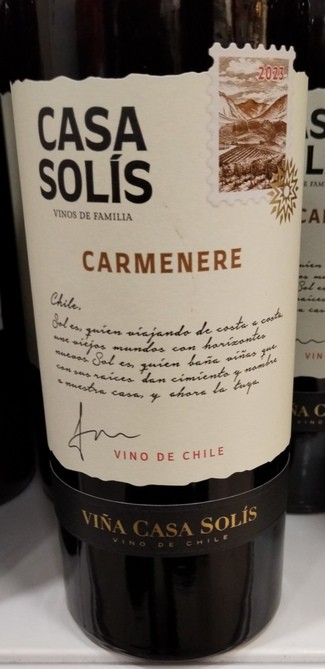 2023
CASA
SOLÍS
VINOS DE FAMILIA
CARMENERE
Chile.
Sol es, quien viajando de costa a costa
une viejos mundos con horizontes
nuevos Sol es, quien baña viñas que
con sus raíces dan cimiento y nombre
a nuestra casa, y ahora la tuya
VINO DE CHILE
VIÑA CASA SOLÍS
VINO DE CHILE